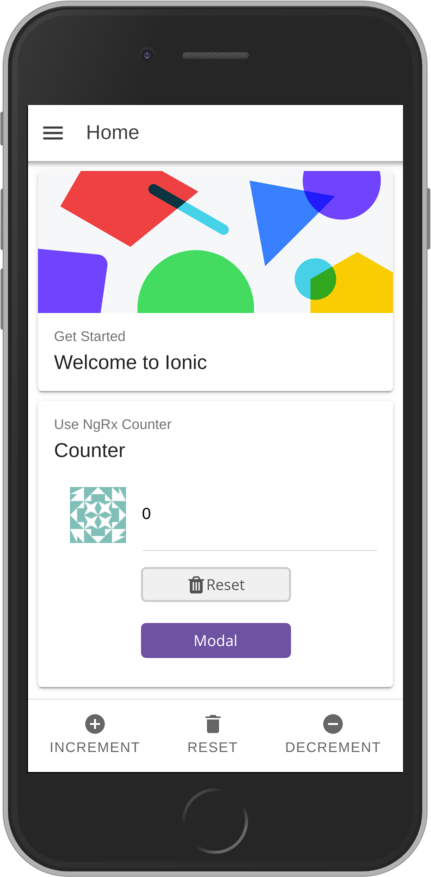 Home
Get Started
Welcome to Ionic
Use NgRx Counter
Counter
0
Reset
Modal
INCREMENT RESET DECREMENT